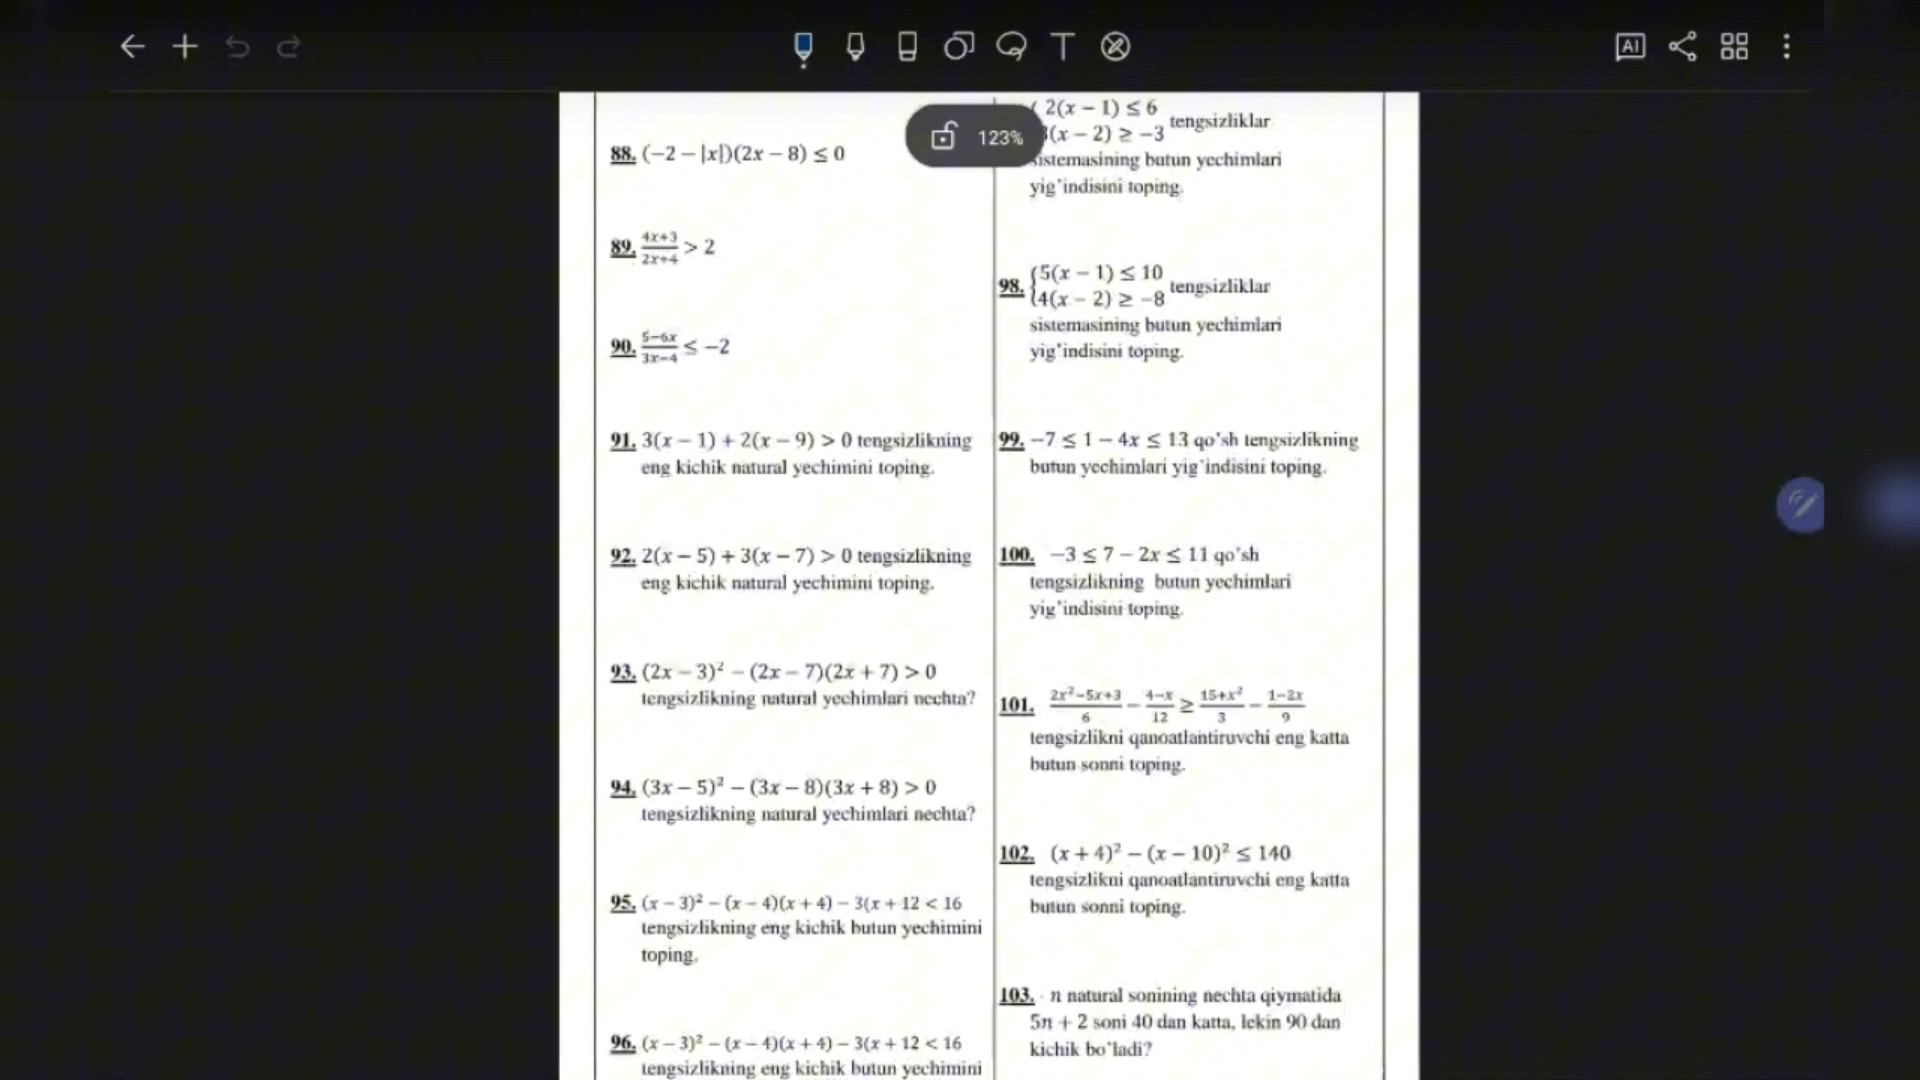 AI
123%
88. (−2 − |x|)(2x − 8) ≤ 0
89. 4x+3/2x+4 > 2
90. 5−6x/3x−4 ≤ −2
91. 3(x − 1) + 2(x − 9) > 0 tengsizlikning
eng kichik natural yechimini toping.
92. 2(x − 5) + 3(x − 7) > 0 tengsizlikning
eng kichik natural yechimini toping.
93. (2x − 3)² − (2x − 7)(2x + 7) > 0
tengsizlikning natural yechimlari nechta?
94. (3x − 5)² − (3x − 8)(3x + 8) > 0
tengsizlikning natural yechimlari nechta?
95. (x − 3)² − (x − 4)(x + 4) − 3(x + 12 < 16
tengsizlikning eng kichik butun yechimini
toping.
96. (x − 3)² − (x − 4)(x + 4) − 3(x + 12 < 16
tengsizlikning eng kichik butun yechimini
2(x − 1) ≤ 6
(x − 2) ≥ −3 tengsizliklar
sistemasining butun yechimlari
yig'indisini toping.
98. {5(x − 1) ≤ 10
4(x − 2) ≥ −8 tengsizliklar
sistemasining butun yechimlari
yig'indisini toping.
99. −7 ≤ 1 − 4x ≤ 13 qo'sh tengsizlikning
butun yechimlari yig'indisini toping.
100. −3 ≤ 7 − 2x ≤ 11 qo'sh
tengsizlikning butun yechimlari
yig'indisini toping.
101. 2x²−5x+3/6 − 4−x/12 ≥ 15+x²/3 − 1−2x/9
tengsizlikni qanoatlantiruvchi eng katta
butun sonni toping.
102. (x + 4)² − (x − 10)² ≤ 140
tengsizlikni qanoatlantiruvchi eng katta
butun sonni toping.
103. n natural sonining nechta qiymatida
5n + 2 soni 40 dan katta, lekin 90 dan
kichik bo'ladi?